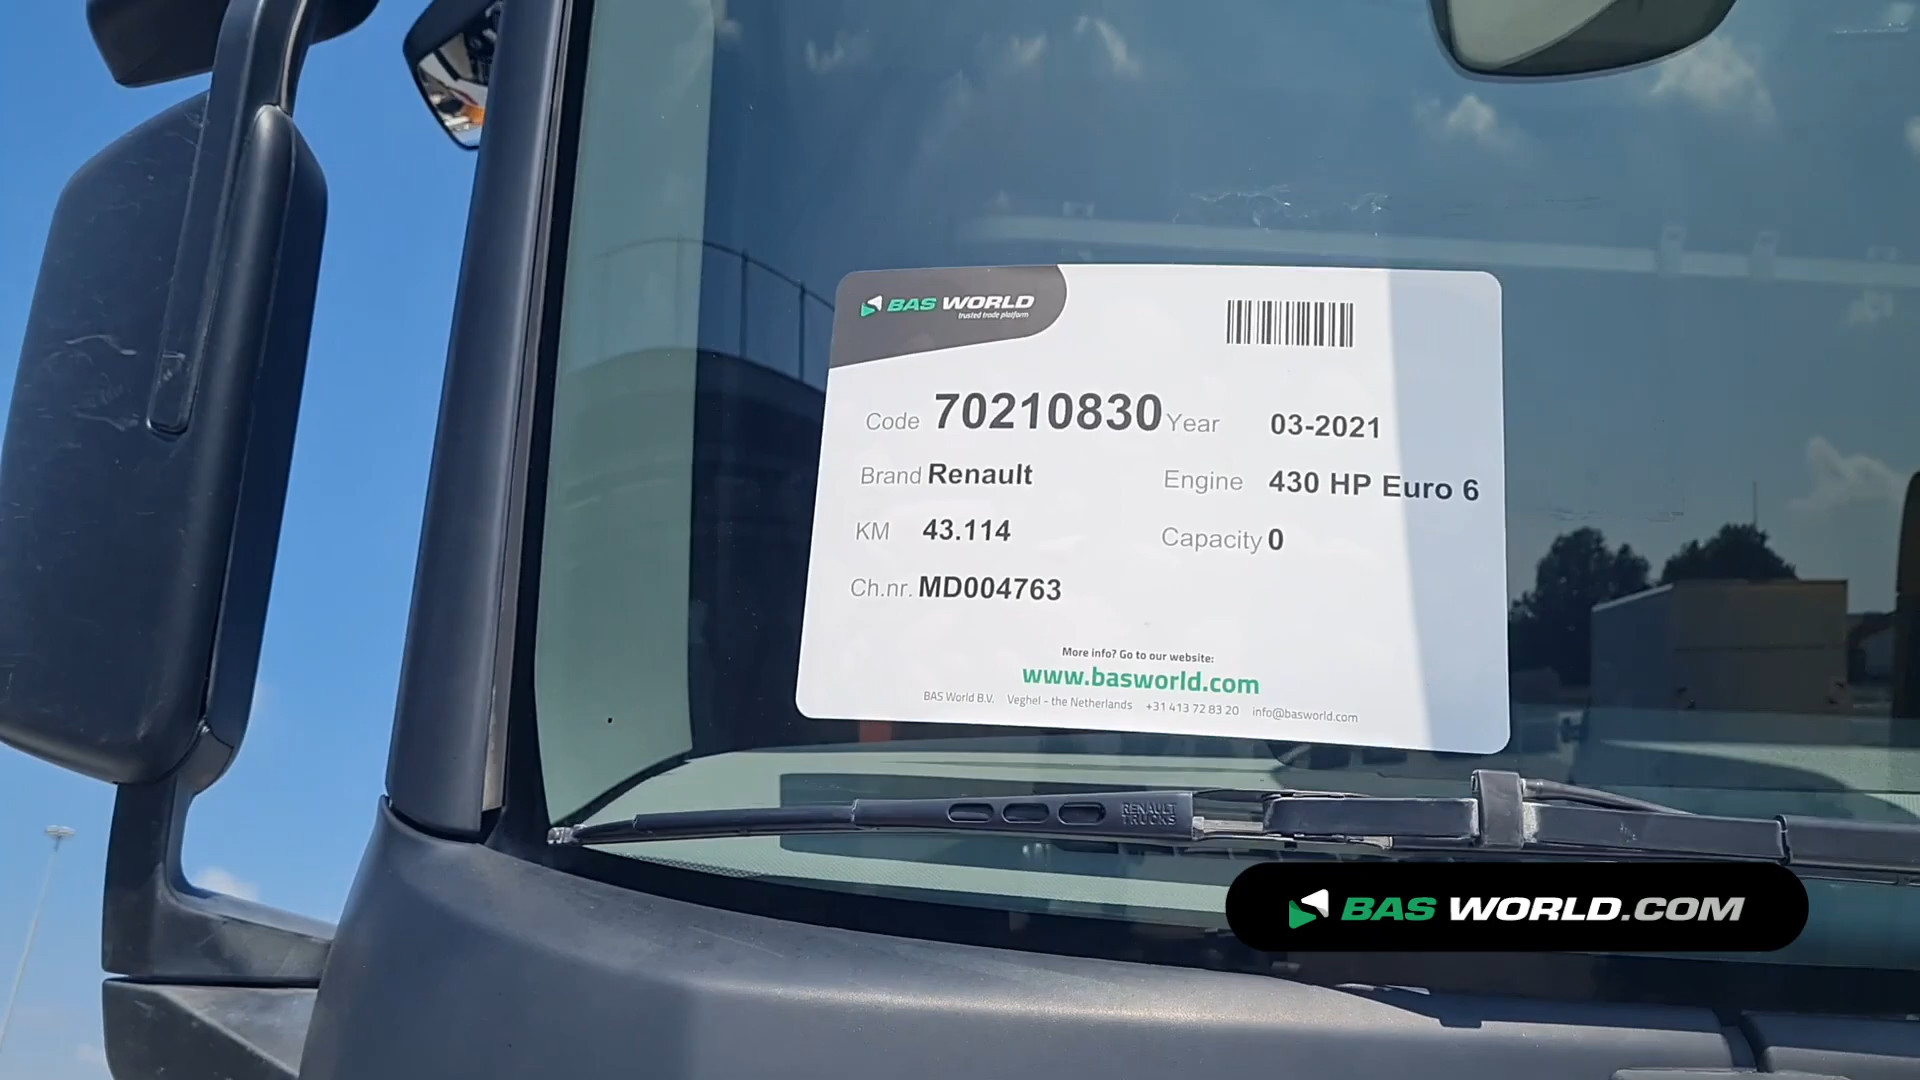 BAS WORLD
trusted trade platform
Code 70210830 Year 03-2021
Brand Renault Engine 430 HP Euro 6
KM 43.114 Capacity 0
Ch.nr. MD004763
More info? Go to our website:
www.basworld.com
BAS World B.V. Veghel - the Netherlands +31 413 72 83 20 info@basworld.com
RENAULT
TRUCKS
BAS WORLD.COM